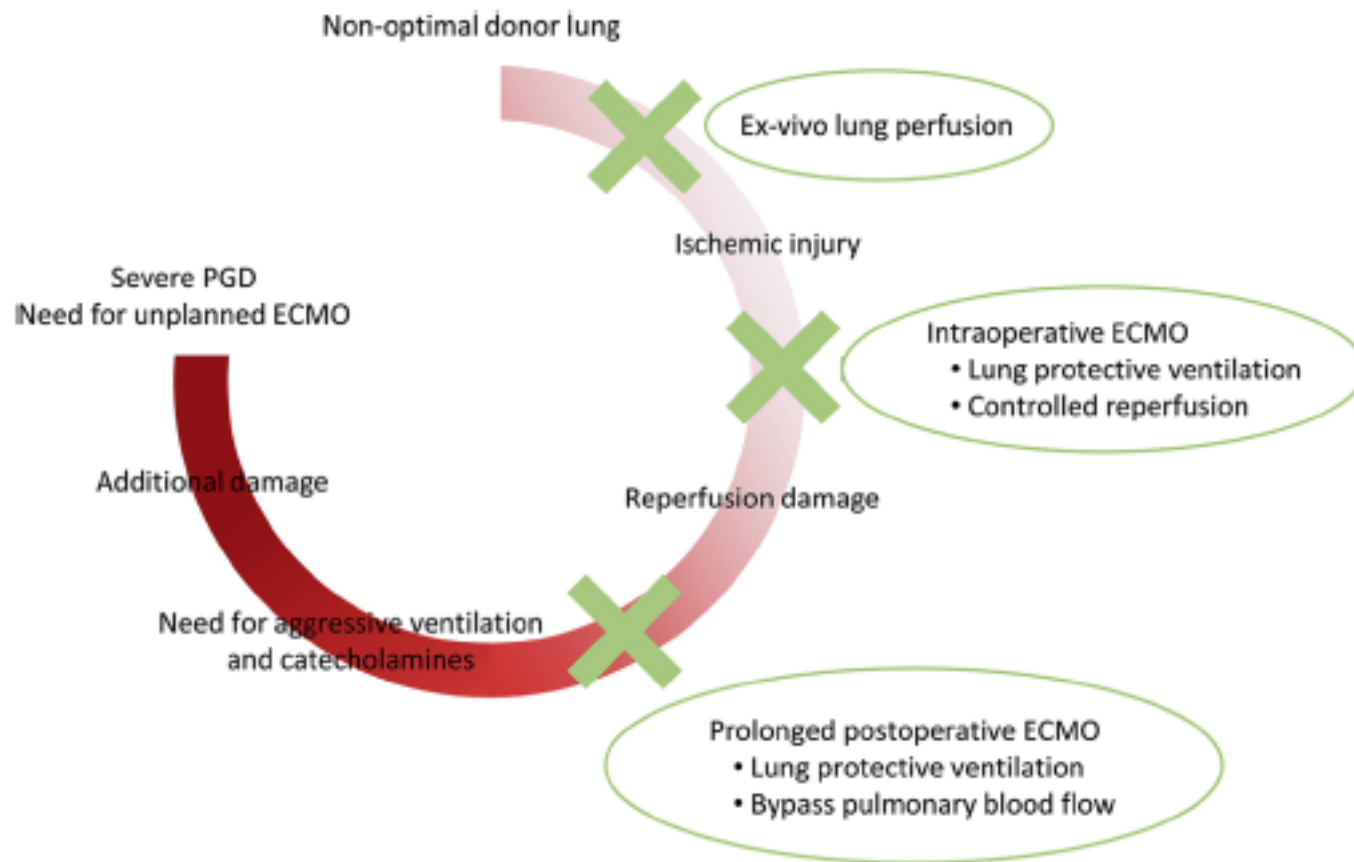 Non-optimal donor lung
Ex-vivo lung perfusion
Ischemic injury
Severe PGD
Need for unplanned ECMO
Intraoperative ECMO
• Lung protective ventilation
• Controlled reperfusion
Additional damage
Reperfusion damage
Need for aggressive ventilation
and catecholamines
Prolonged postoperative ECMO
• Lung protective ventilation
• Bypass pulmonary blood flow